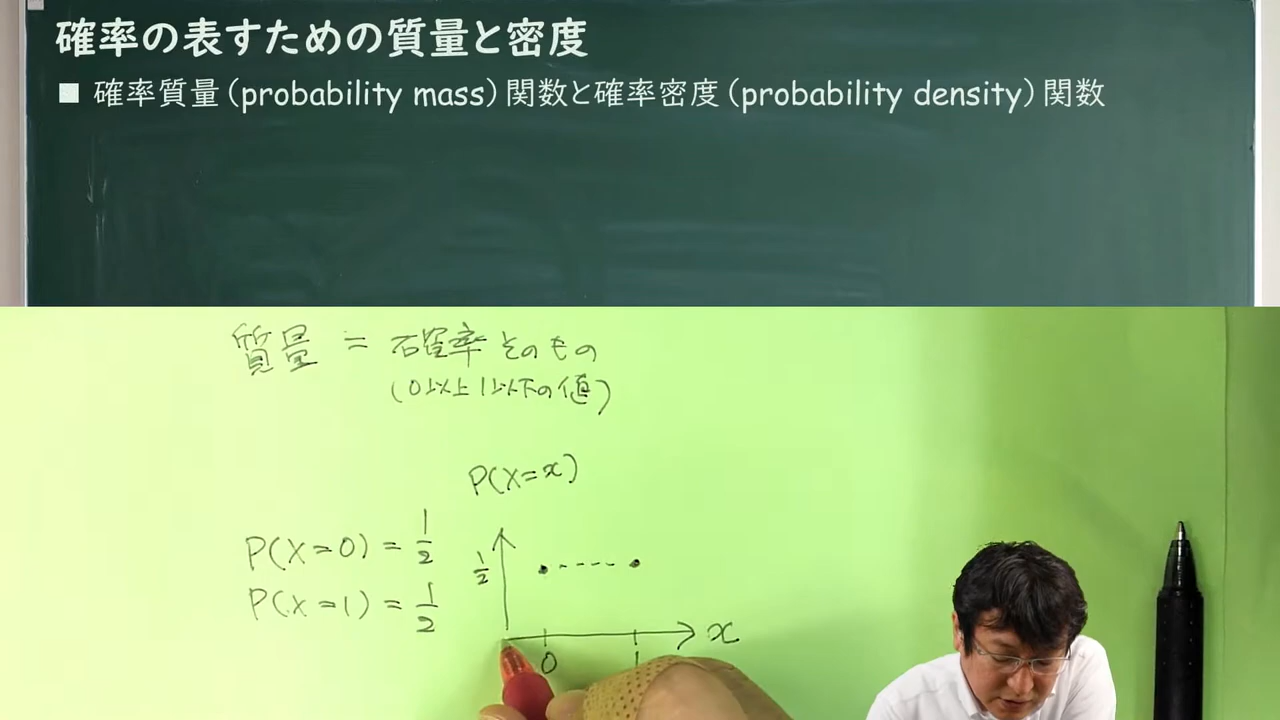 確率の表すための質量と密度
■ 確率質量（probability mass）関数と確率密度（probability density）関数
質量 = 確率そのもの
(0以上1以下の値)
P(X=x)
P(X=0) = 1/2
P(X=1) = 1/2
1/2
x
0 1